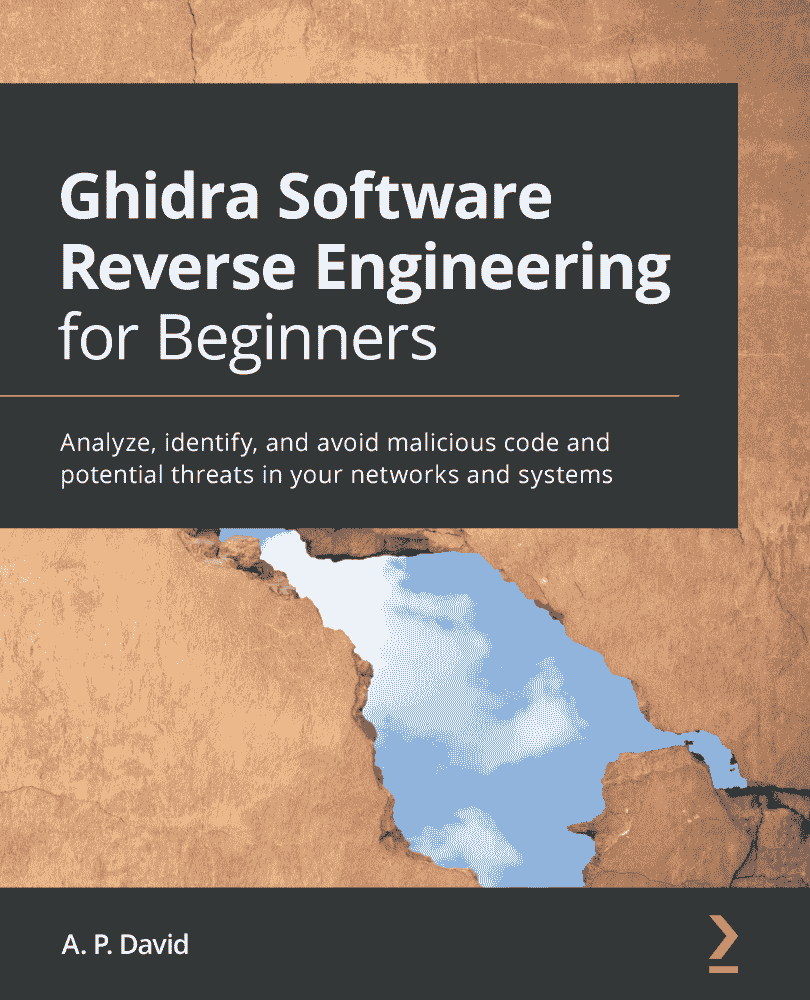 Ghidra Software
Reverse Engineering
for Beginners
Analyze, identify, and avoid malicious code and
potential threats in your networks and systems
A. P. David